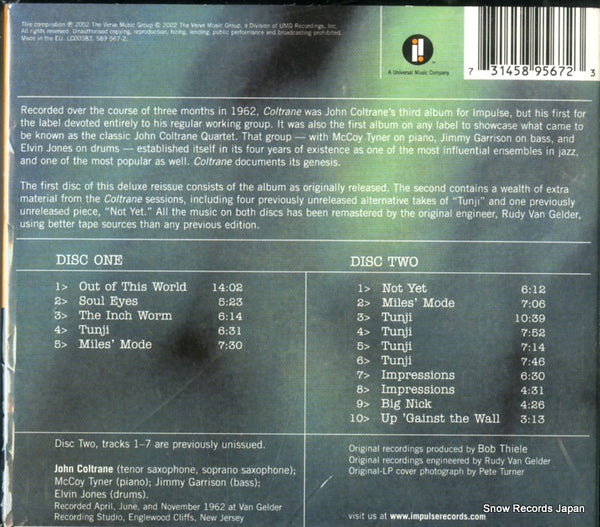 This compilation ℗ 2002 The Verve Music Group © 2002 The Verve Music Group, a Division of UMG Recordings, Inc.
All rights reserved. Unauthorised copying, reproduction, hiring, lending, public performance and broadcasting prohibited.
Made in the EU. LC00383. 589 567-2.
A Universal Music Company
7 31458 95672 3
Recorded over the course of three months in 1962, Coltrane was John Coltrane's third album for Impulse, but his first for
the label devoted entirely to his regular working group. It was also the first album on any label to showcase what came to
be known as the classic John Coltrane Quartet. That group — with McCoy Tyner on piano, Jimmy Garrison on bass, and
Elvin Jones on drums — established itself in its four years of existence as one of the most influential ensembles in jazz,
and one of the most popular as well. Coltrane documents its genesis.
The first disc of this deluxe reissue consists of the album as originally released. The second contains a wealth of extra
material from the Coltrane sessions, including four previously unreleased alternative takes of "Tunji" and one previously
unreleased piece, "Not Yet." All the music on both discs has been remastered by the original engineer, Rudy Van Gelder,
using better tape sources than any previous edition.
DISC ONE
1> Out of This World 14:02
2> Soul Eyes 5:23
3> The Inch Worm 6:14
4> Tunji 6:31
5> Miles' Mode 7:30
DISC TWO
1> Not Yet 6:12
2> Miles' Mode 7:06
3> Tunji 10:39
4> Tunji 7:52
5> Tunji 7:14
6> Tunji 7:46
7> Impressions 6:30
8> Impressions 4:31
9> Big Nick 4:26
10> Up 'Gainst the Wall 3:13
Disc Two, tracks 1–7 are previously unissued.
John Coltrane (tenor saxophone, soprano saxophone);
McCoy Tyner (piano); Jimmy Garrison (bass);
Elvin Jones (drums).
Recorded April, June, and November 1962 at Van Gelder
Recording Studio, Englewood Cliffs, New Jersey
Original recordings produced by Bob Thiele
Original recordings engineered by Rudy Van Gelder
Original-LP cover photograph by Pete Turner
visit us at www.impulserecords.com
Snow Records Japan